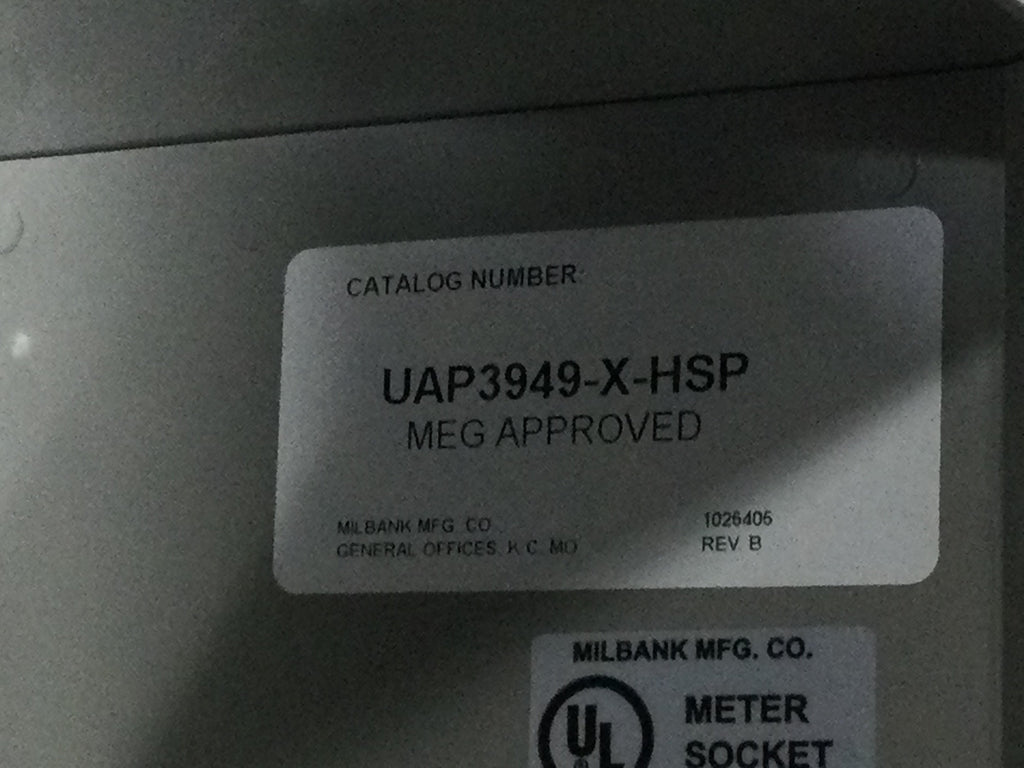 CATALOG NUMBER
UAP3949-X-HSP
MEG APPROVED
MILBANK MFG. CO.
GENERAL OFFICES, K.C. MO
1026405
REV B
MILBANK MFG. CO.
UL
®
METER
SOCKET